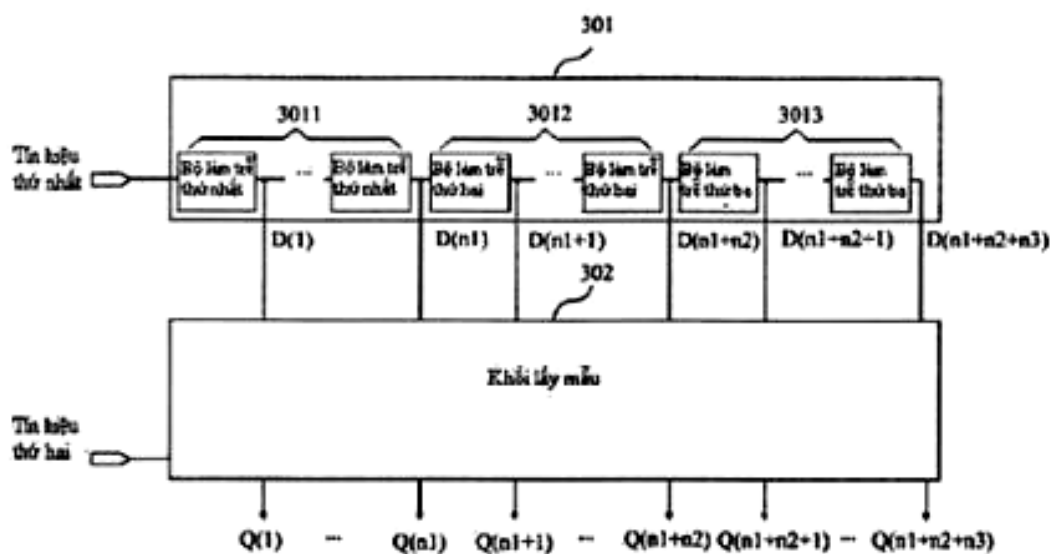 301
3011 3012 3013
Tín hiệu
thứ nhất
Bộ làm trễ
thứ nhất
...
Bộ làm trễ
thứ nhất
Bộ làm trễ
thứ hai
...
Bộ làm trễ
thứ hai
Bộ làm
trễ thứ ba
...
Bộ làm
trễ thứ ba
D(1) D(n1) D(n1+1) D(n1+n2) D(n1+n2+1) D(n1+n2+n3)
302
Khối lấy mẫu
Tín hiệu
thứ hai
Q(1) ... Q(n1) Q(n1+1) ... Q(n1+n2) Q(n1+n2+1) ... Q(n1+n2+n3)